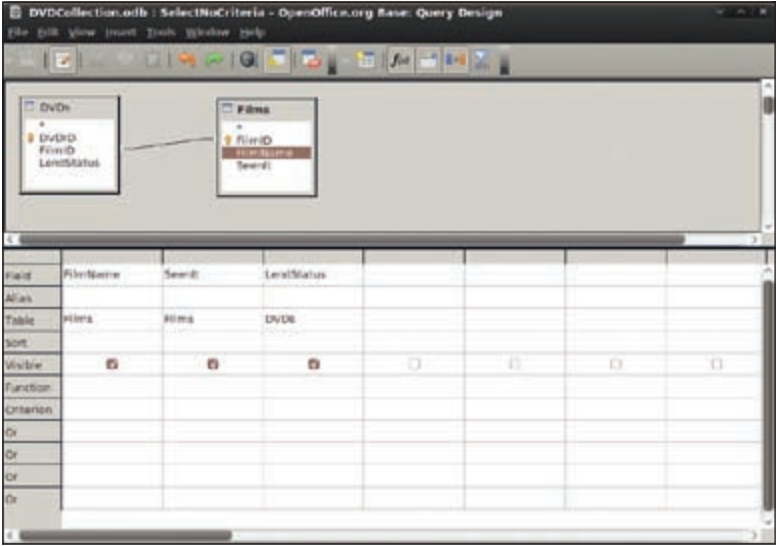 DVDCollection.odb : SelectNoCriteria - OpenOffice.org Base: Query Design
File Edit View Insert Tools Window Help
DVDs
*
DVDID
FilmID
LendStatus
Films
*
FilmID
FilmName
SeenIt
Field FilmName SeenIt LendStatus
Alias
Table Films Films DVDs
Sort
Visible
Function
Criterion
Or
Or
Or
Or